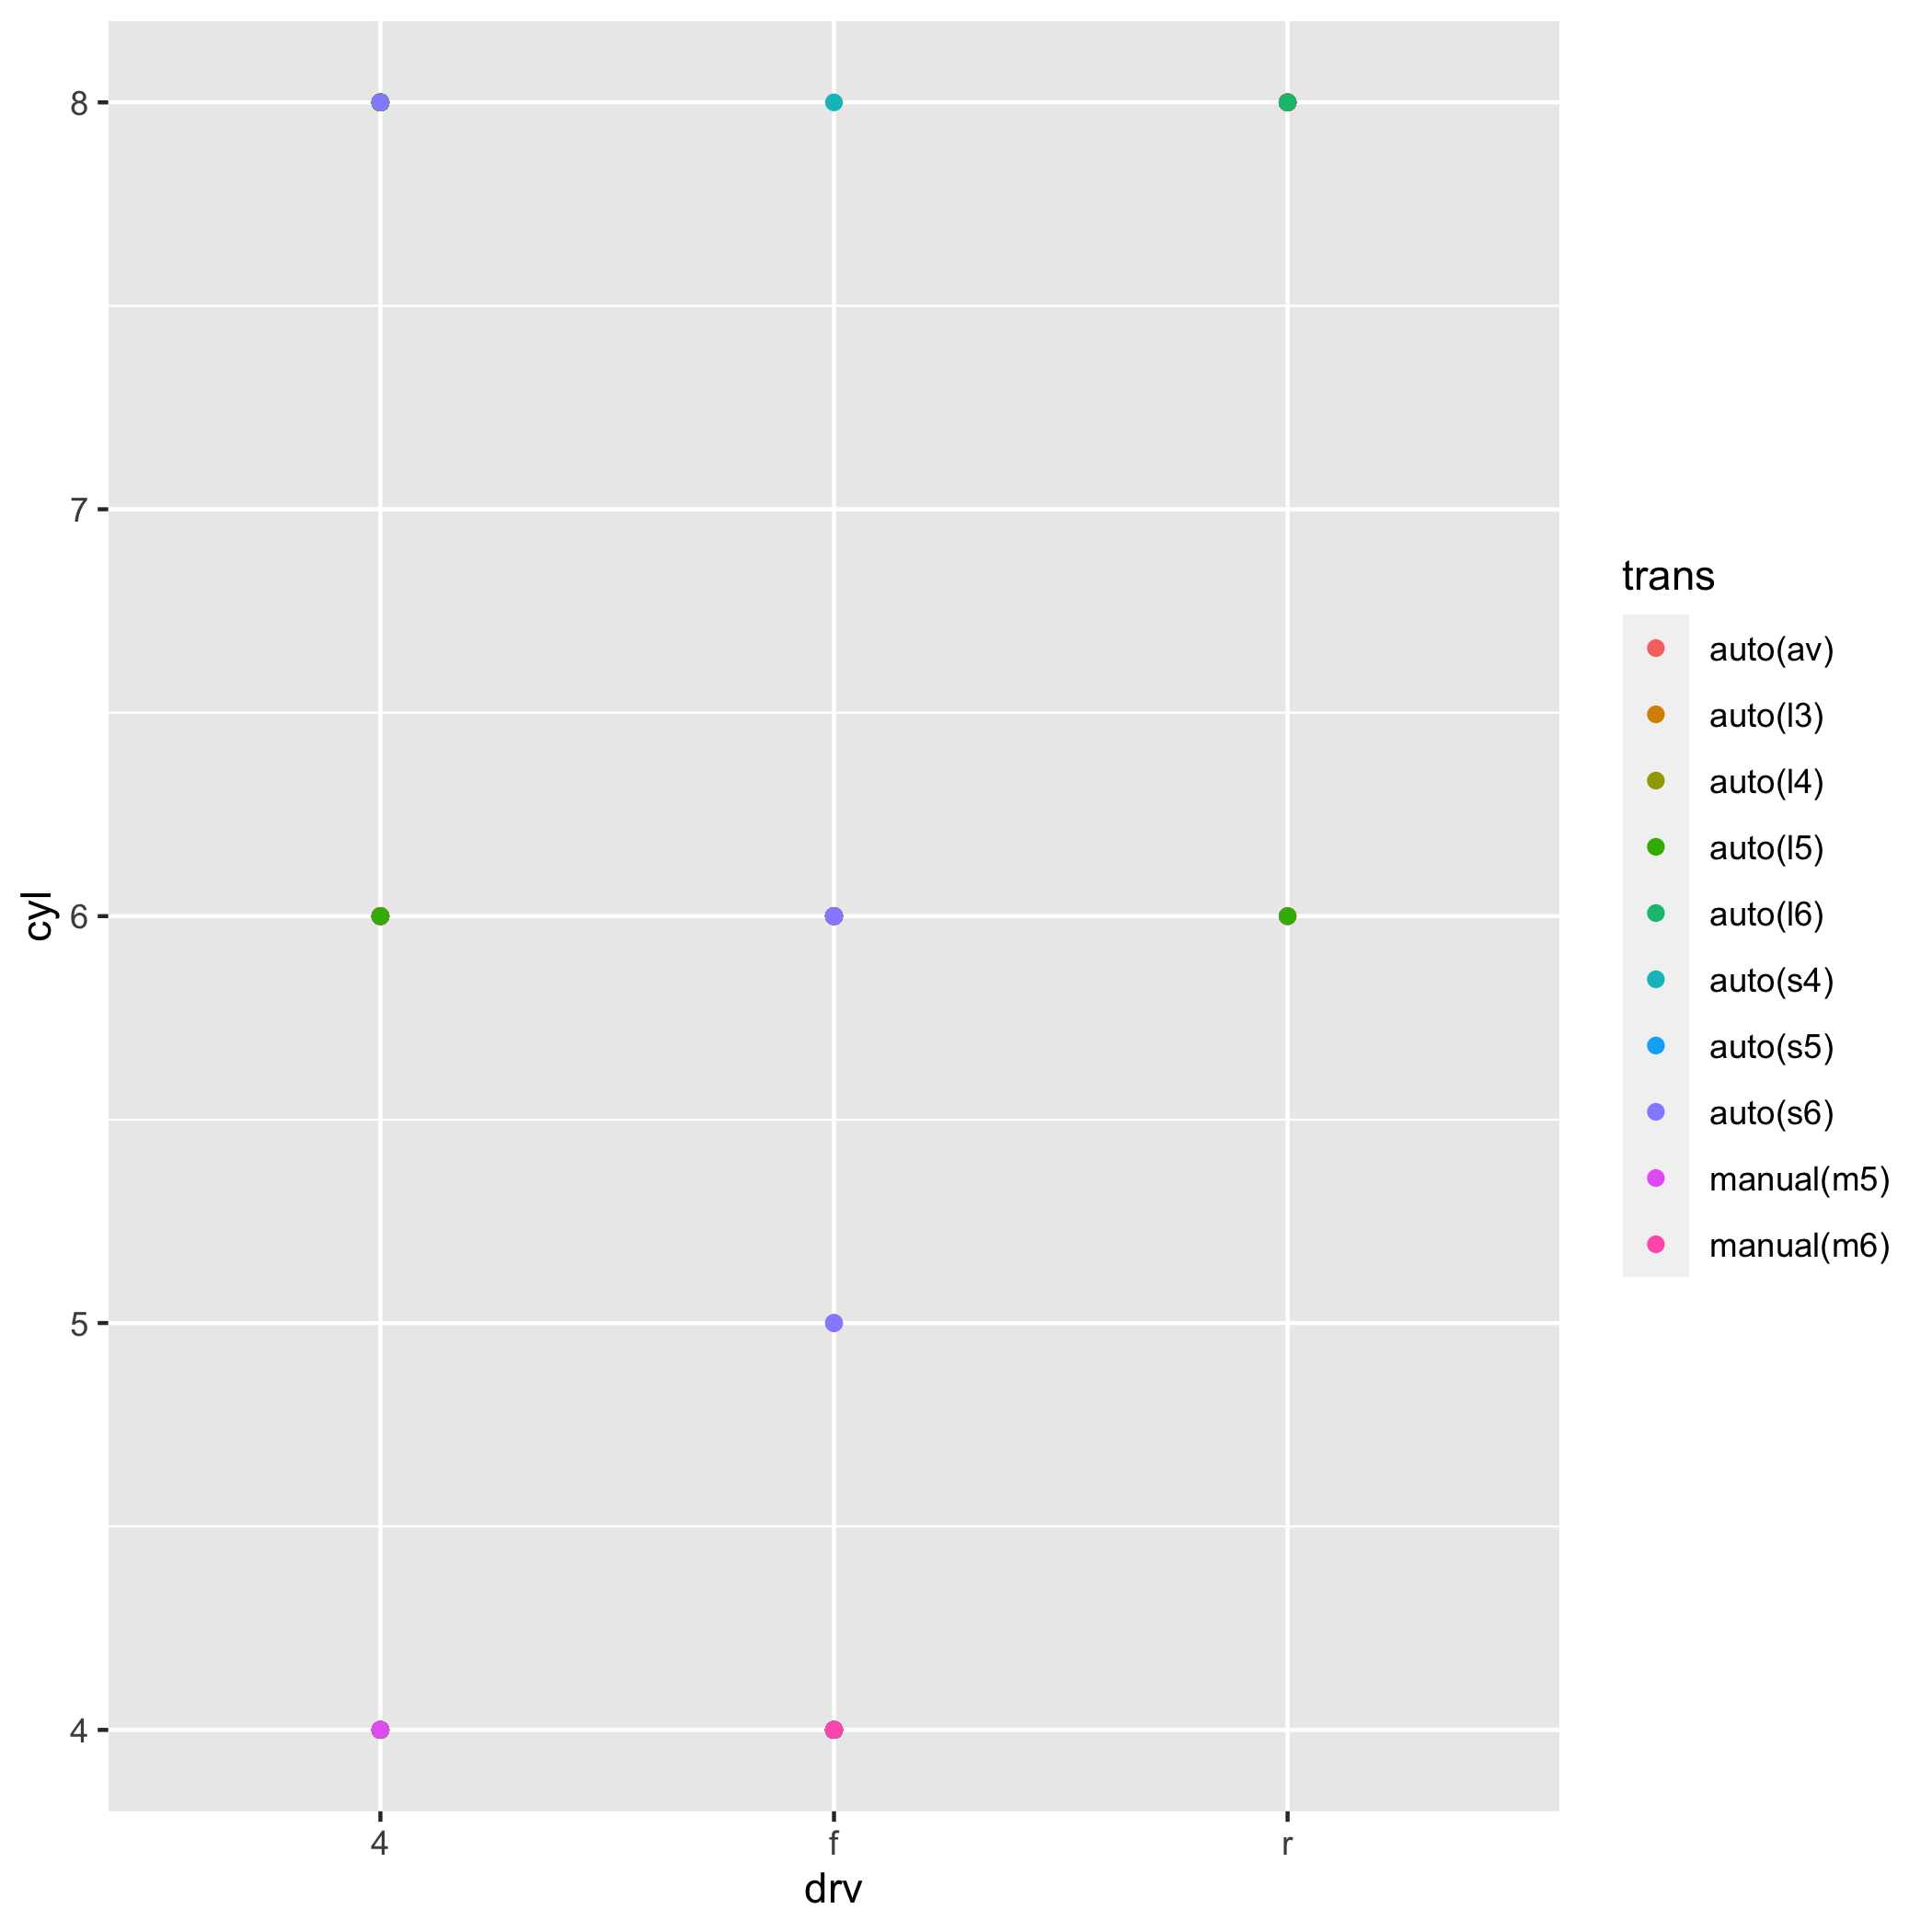 8
7
6
5
4
cyl
4 f r
drv
trans
auto(av)
auto(l3)
auto(l4)
auto(l5)
auto(l6)
auto(s4)
auto(s5)
auto(s6)
manual(m5)
manual(m6)